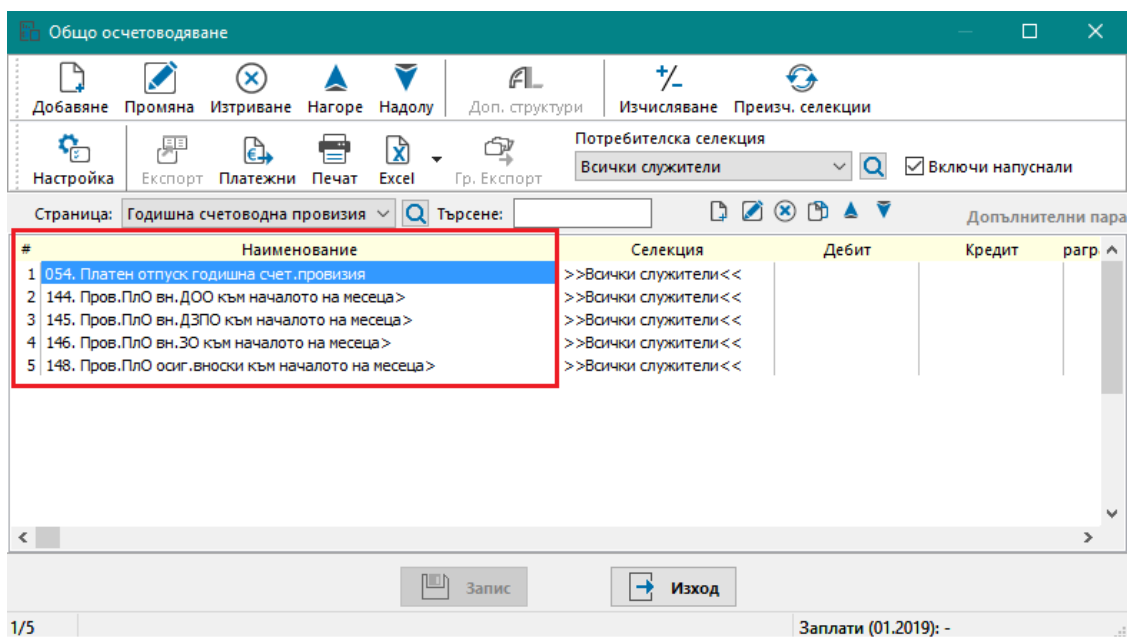 Общо осчетоводяване
Добавяне Промяна Изтриване Нагоре Надолу Доп. структури Изчисляване Преизч. селекции
Потребителска селекция
Всички служители Включи напуснали
Настройка Експорт Платежни Печат Excel Гр. Експорт
Страница: Годишна счетоводна провизия Търсене: Допълнителни пара
# Наименование Селекция Дебит Кредит рагр
1 054. Платен отпуск годишна счет.провизия >>Всички служители<<
2 144. Пров.ПлО вн.ДОО към началото на месеца> >>Всички служители<<
3 145. Пров.ПлО вн.ДЗПО към началото на месеца> >>Всички служители<<
4 146. Пров.ПлО вн.ЗО към началото на месеца> >>Всички служители<<
5 148. Пров.ПлО осиг.вноски към началото на месеца> >>Всички служители<<
Запис Изход
1/5 Заплати (01.2019): -